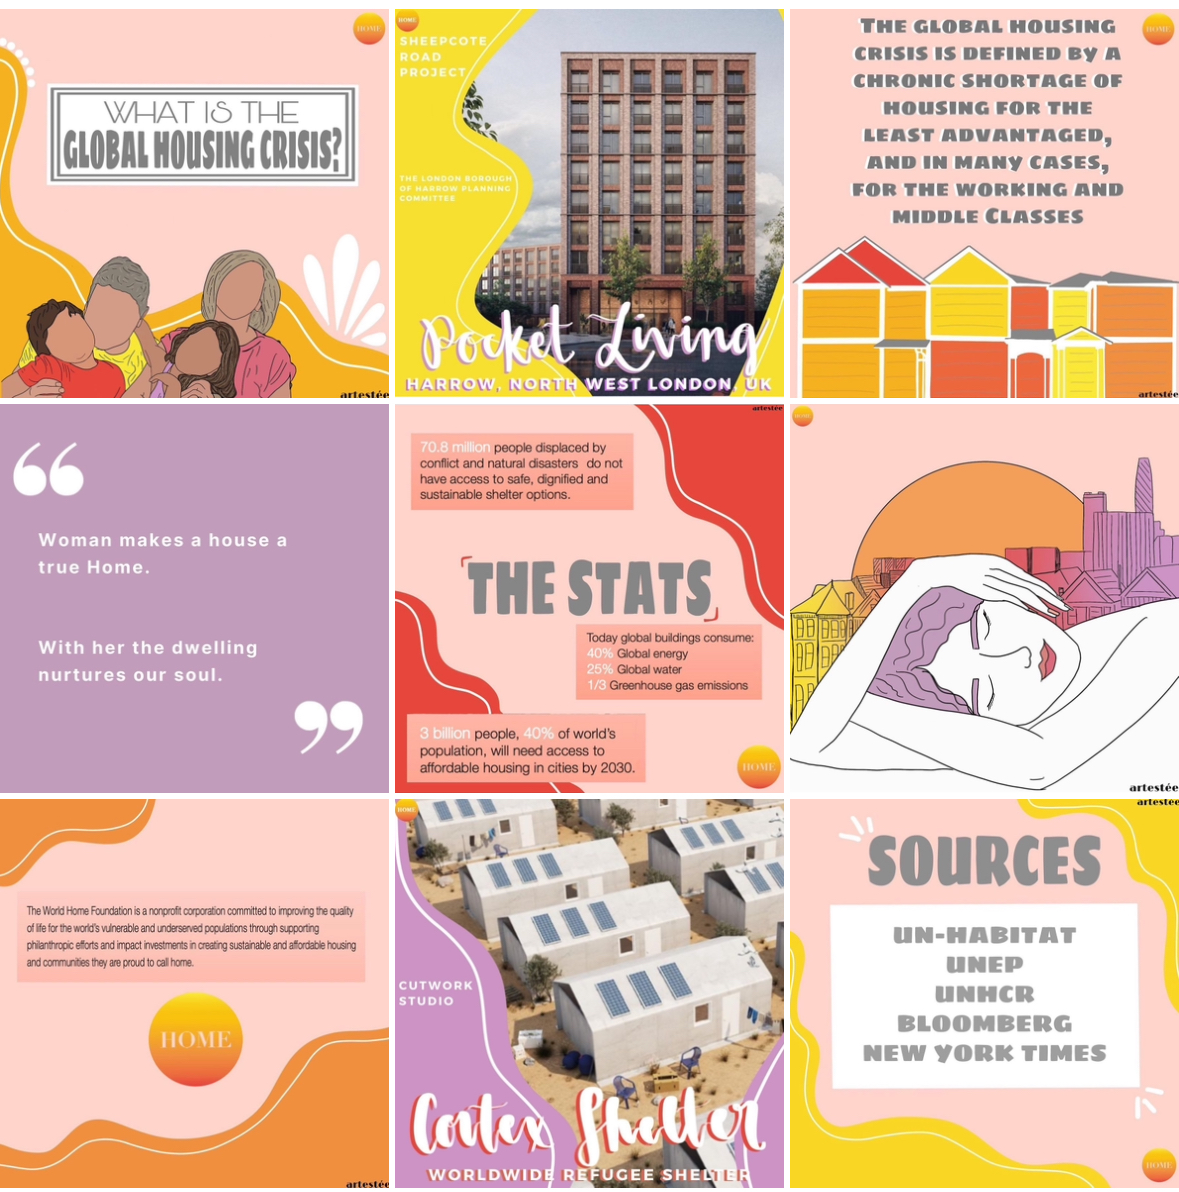 HOME
WHAT IS THE
GLOBAL HOUSING CRISIS?
artestée
HOME
SHEEPCOTE
ROAD
PROJECT
THE LONDON BOROUGH
OF HARROW PLANNING
COMMITTEE
Pocket Living
HARROW, NORTH WEST LONDON, UK
HOME
THE GLOBAL HOUSING
CRISIS IS DEFINED BY A
CHRONIC SHORTAGE OF
HOUSING FOR THE
LEAST ADVANTAGED,
AND IN MANY CASES,
FOR THE WORKING AND
MIDDLE CLASSES
artestée
“
Woman makes a house a
true Home.
With her the dwelling
nurtures our soul.
”
artestée
70.8 million people displaced by
conflict and natural disasters do not
have access to safe, dignified and
sustainable shelter options.
THE STATS
Today global buildings consume:
40% Global energy
25% Global water
1/3 Greenhouse gas emissions
3 billion people, 40% of world's
population, will need access to
affordable housing in cities by 2030.
HOME
HOME
artestée
The World Home Foundation is a nonprofit corporation committed to improving the quality
of life for the world's vulnerable and underserved populations through supporting
philanthropic efforts and impact investments in creating sustainable and affordable housing
and communities they are proud to call home.
HOME
artestée
HOME
CUTWORK
STUDIO
Cortex Shelter
WORLDWIDE REFUGEE SHELTER
artestée
SOURCES
UN-HABITAT
UNEP
UNHCR
BLOOMBERG
NEW YORK TIMES
HOME